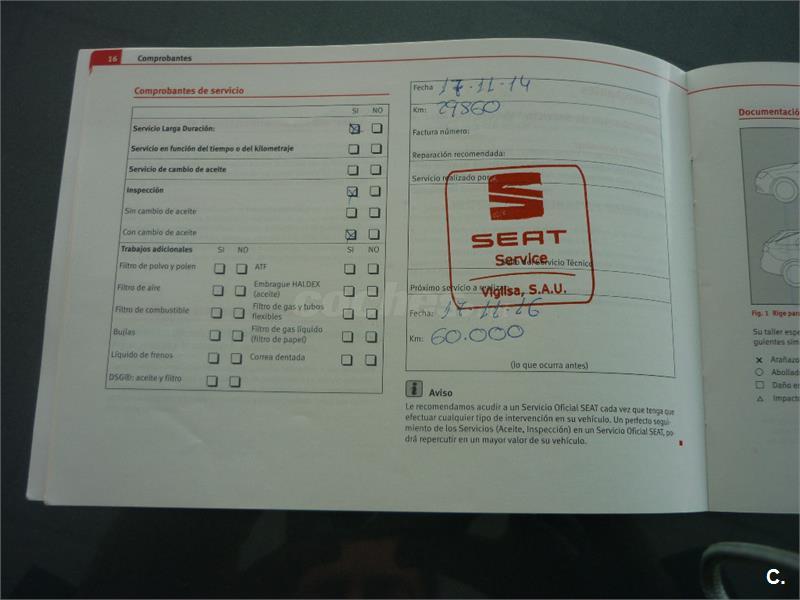 16 Comprobantes
Comprobantes de servicio
SI NO
Servicio Larga Duración:
Servicio en función del tiempo o del kilometraje
Servicio de cambio de aceite
Inspección
Sin cambio de aceite
Con cambio de aceite
Trabajos adicionales SI NO SI NO
Filtro de polvo y polen ATF
Filtro de aire Embrague HALDEX
(aceite)
Filtro de combustible Filtro de gas y tubos
flexibles
Bujías Filtro de gas líquido
(filtro de papel)
Líquido de frenos Correa dentada
DSG®: aceite y filtro
Fecha 17-11-14
Km: 29860
Factura número:
Reparación recomendada:
Servicio realizado por:
SEAT
Service
Servicio Técnico
Vigilsa, S.A.U.
Próximo servicio a realizar
Fecha: 17-11-16
Km: 60.000
(lo que ocurra antes)
i Aviso
Le recomendamos acudir a un Servicio Oficial SEAT cada vez que tenga que
efectuar cualquier tipo de intervención en su vehículo. Un perfecto segui-
miento de los Servicios (Aceite, Inspección) en un Servicio Oficial SEAT, po-
drá repercutir en un mayor valor de su vehículo.
Documentació
Fig. 1 Rige par
Su taller espe
guientes sím
Arañazo
Abollad
Daño e
Impact
C.